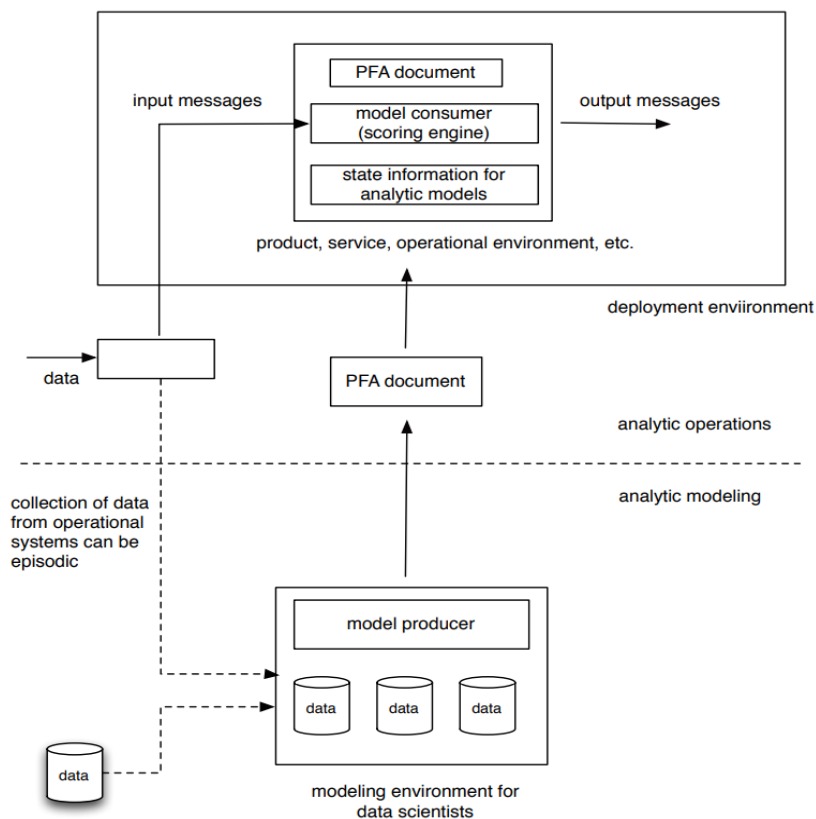 PFA document
input messages
model consumer
(scoring engine)
output messages
state information for
analytic models
product, service, operational environment, etc.
deployment enviironment
data
PFA document
analytic operations
analytic modeling
collection of data
from operational
systems can be
episodic
model producer
data
data
data
data
modeling environment for
data scientists